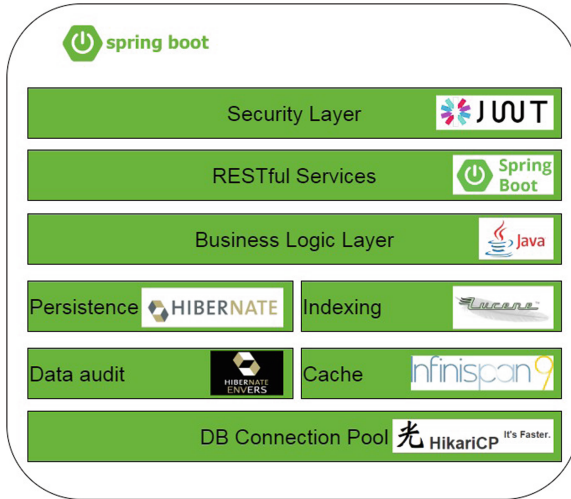 spring boot
Security Layer
JWT
RESTful Services
Spring
Boot
Business Logic Layer
Java
Persistence
HIBERNATE
Indexing
Lucene
Data audit
HIBERNATE
ENVERS
Cache
nfinispan 9
DB Connection Pool
光 HikariCP It's Faster.